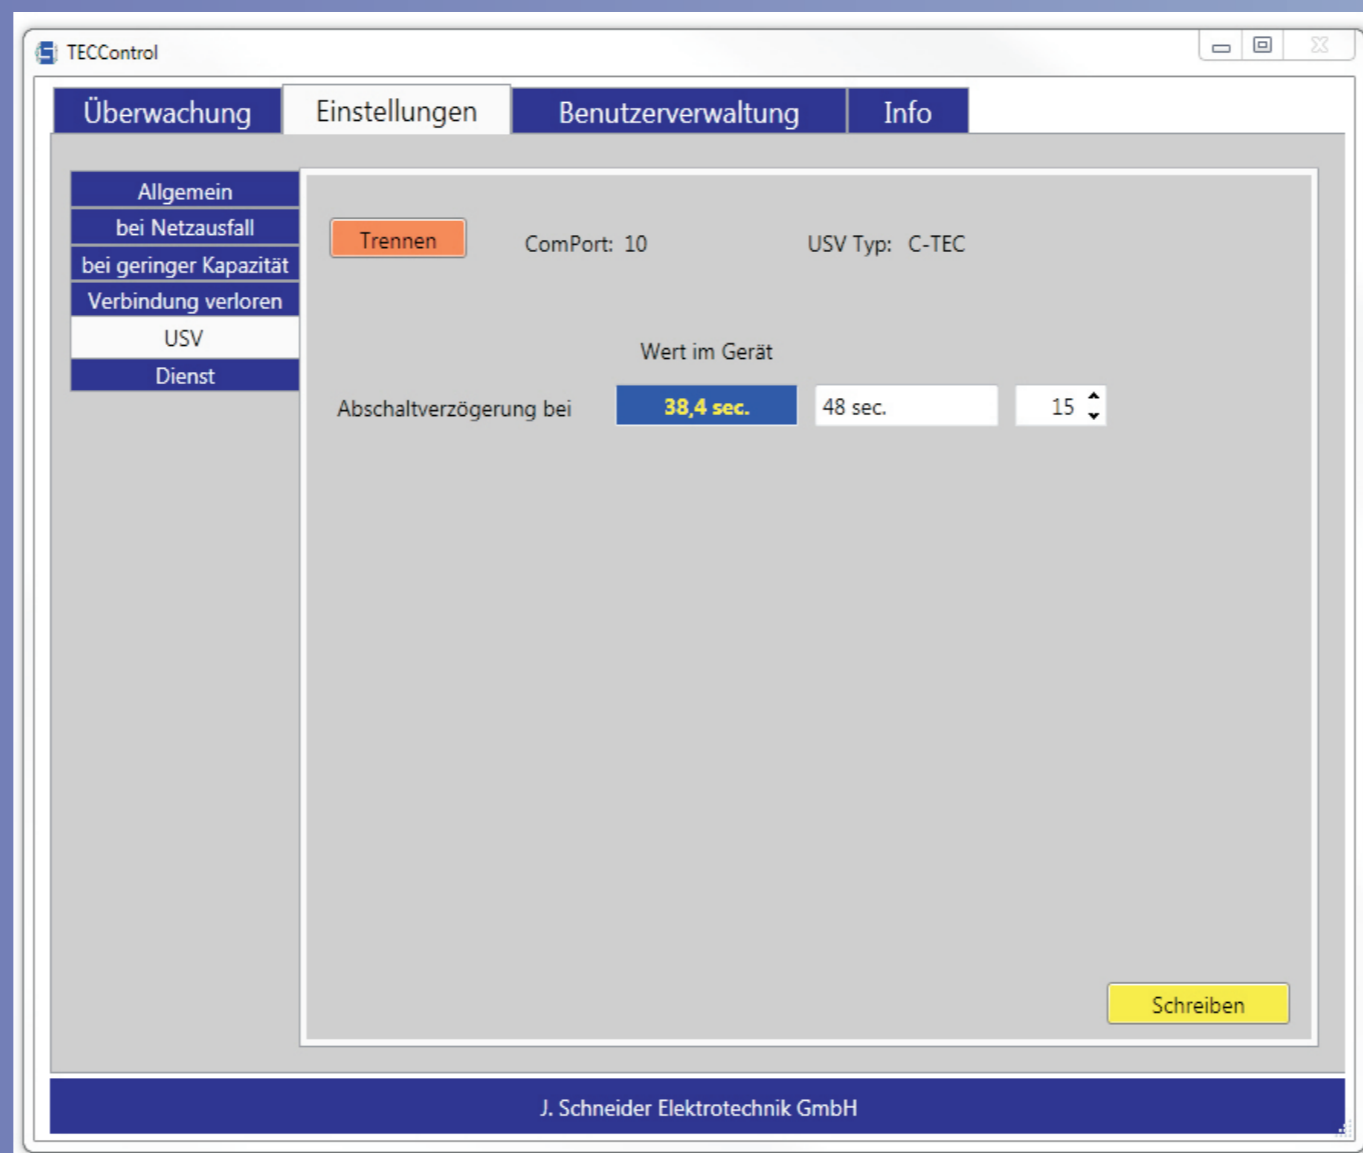 TECControl
Überwachung Einstellungen Benutzerverwaltung Info
Allgemein
bei Netzausfall
bei geringer Kapazität
Verbindung verloren
USV
Dienst
Trennen ComPort: 10 USV Typ: C-TEC
Wert im Gerät
Abschaltverzögerung bei 38,4 sec. 48 sec. 15
Schreiben
J. Schneider Elektrotechnik GmbH